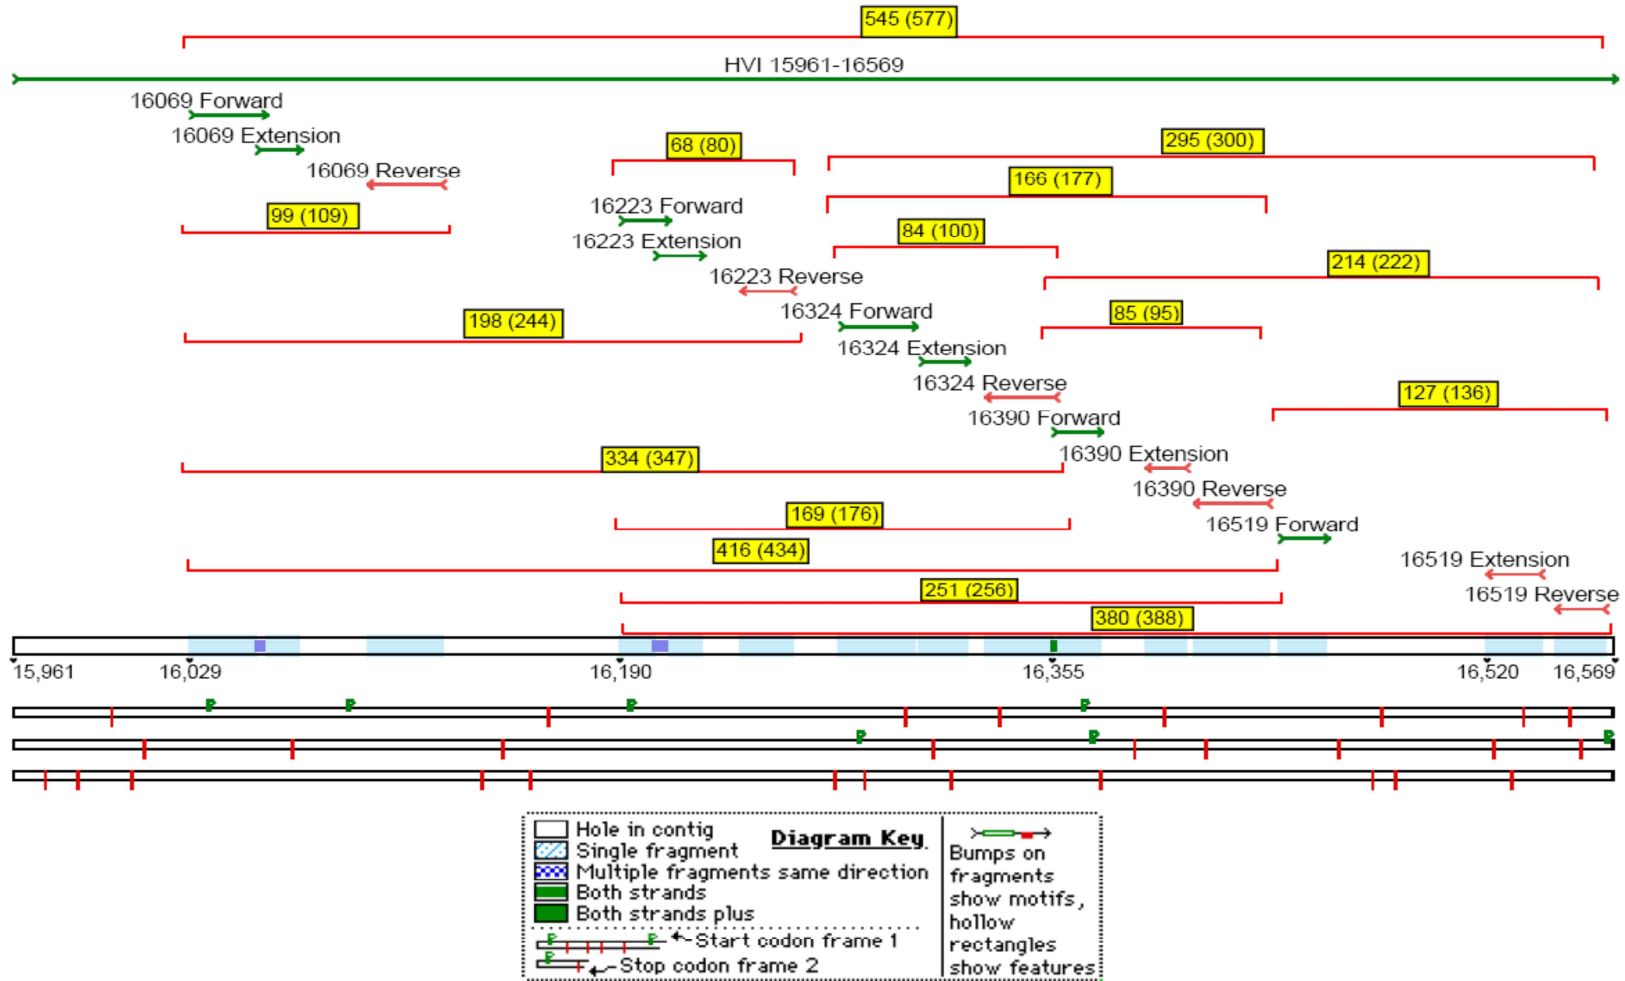 545 (577)
HVI 15961-16569
16069 Forward
16069 Extension
68 (80)
295 (300)
16069 Reverse
166 (177)
99 (109)
16223 Forward
84 (100)
16223 Extension
214 (222)
16223 Reverse
16324 Forward
85 (95)
198 (244)
16324 Extension
16324 Reverse
127 (136)
16390 Forward
334 (347)
16390 Extension
16390 Reverse
169 (176)
16519 Forward
416 (434)
16519 Extension
251 (256)
16519 Reverse
380 (388)
15,961 16,029 16,190 16,355 16,520 16,569
Diagram Key
Hole in contig
Single fragment
Multiple fragments same direction
Both strands
Both strands plus
Start codon frame 1
Stop codon frame 2
Bumps on
fragments
show motifs,
hollow
rectangles
show features